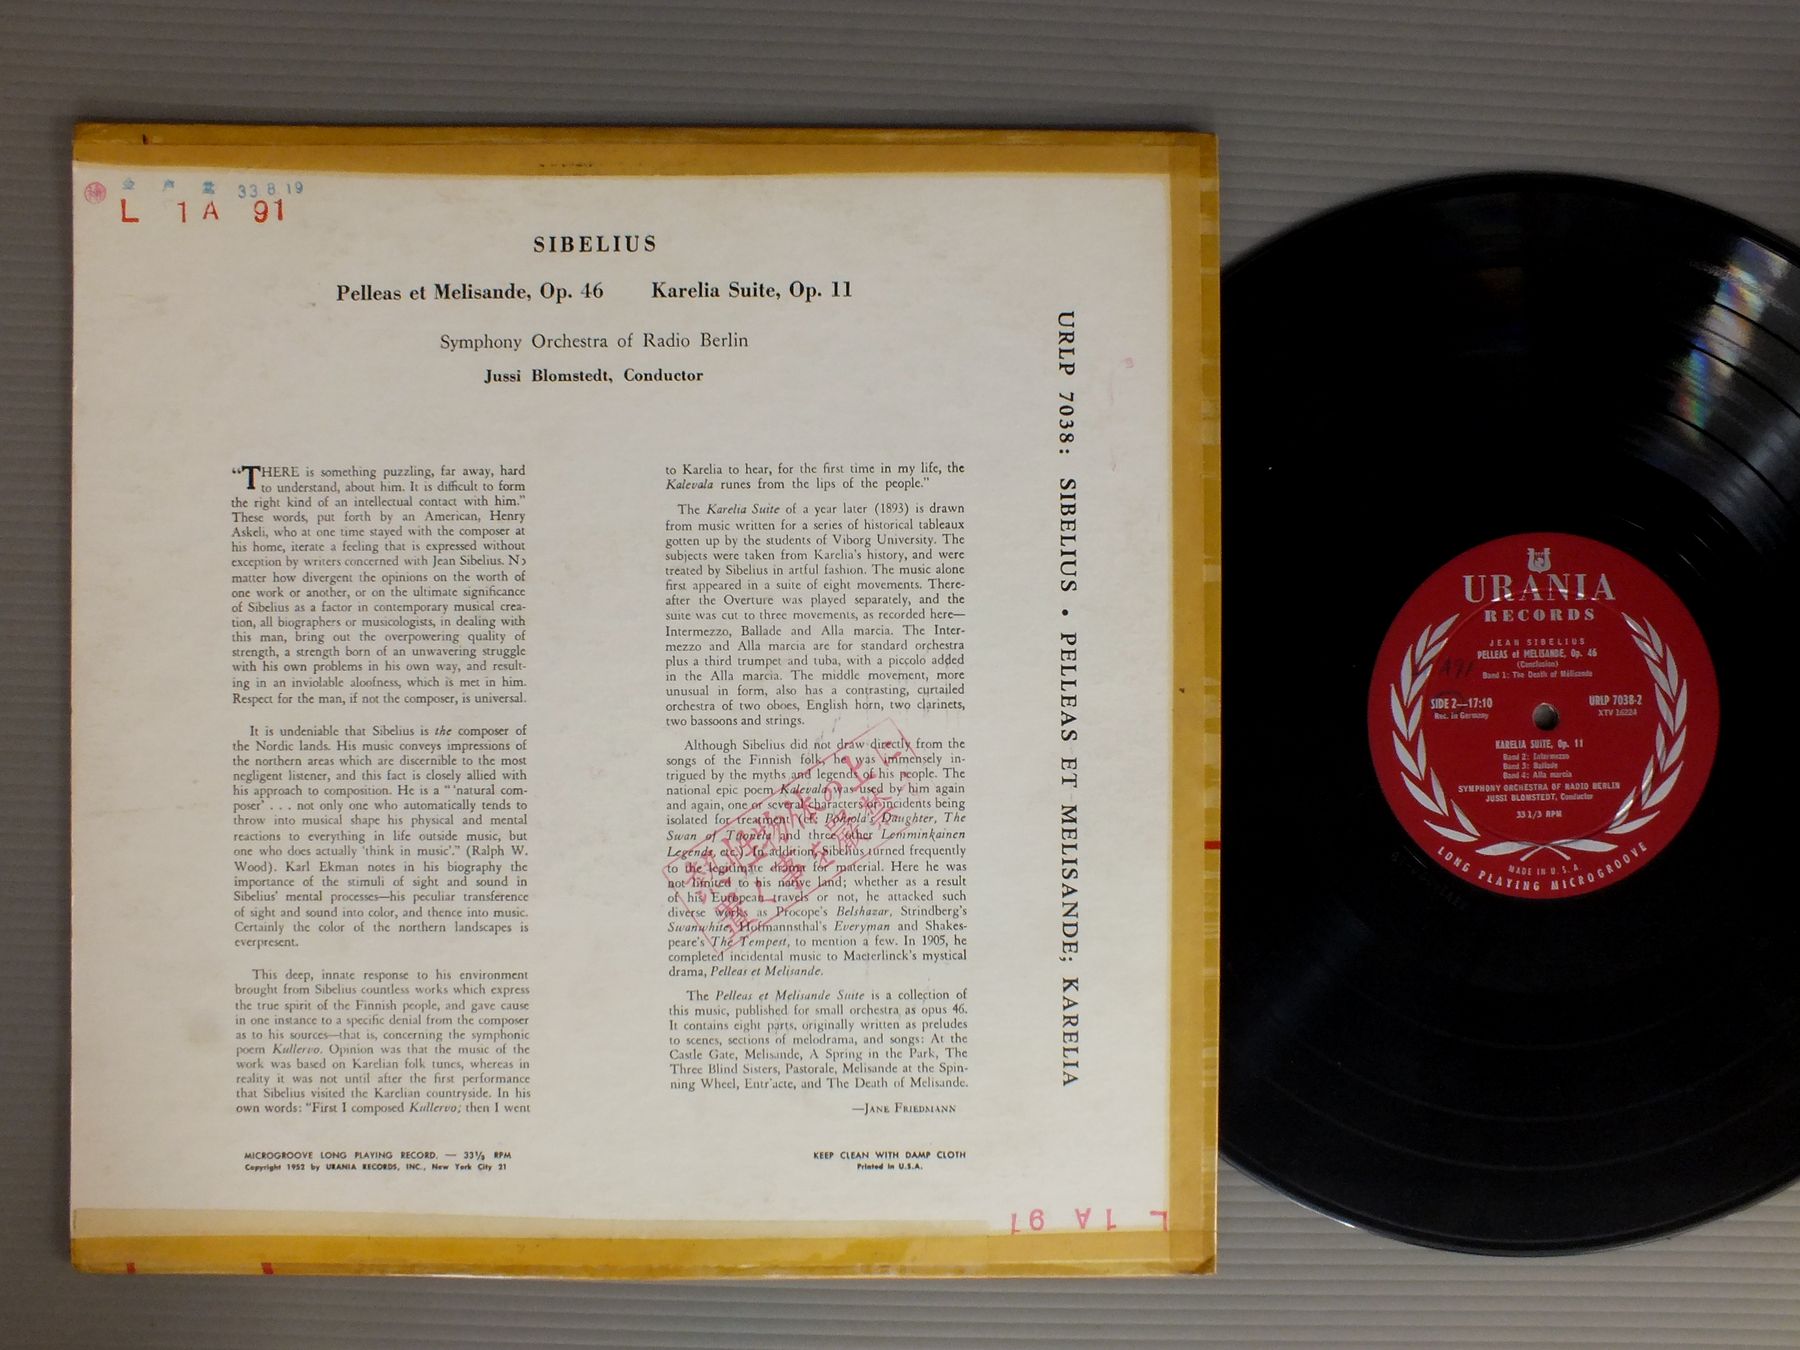 33.8.19
L 1A 91
SIBELIUS
Pelleas et Melisande, Op. 46 Karelia Suite, Op. 11
Symphony Orchestra of Radio Berlin
Jussi Blomstedt, Conductor
"THERE is something puzzling, far away, hard
to understand, about him. It is difficult to form
the right kind of an intellectual contact with him."
These words, put forth by an American, Henry
Askeli, who at one time stayed with the composer at
his home, iterate a feeling that is expressed without
exception by writers concerned with Jean Sibelius. No
matter how divergent the opinions on the worth of
one work or another, or on the ultimate significance
of Sibelius as a factor in contemporary musical crea-
tion, all biographers or musicologists, in dealing with
this man, bring out the overpowering quality of
strength, a strength born of an unwavering struggle
with his own problems in his own way, and result-
ing in an inviolable aloofness, which is met in him.
Respect for the man, if not the composer, is universal.
It is undeniable that Sibelius is the composer of
the Nordic lands. His music conveys impressions of
the northern areas which are discernible to the most
negligent listener, and this fact is closely allied with
his approach to composition. He is a "'natural com-
poser' . . . not only one who automatically tends to
throw into musical shape his physical and mental
reactions to everything in life outside music, but
one who does actually 'think in music'." (Ralph W.
Wood). Karl Ekman notes in his biography the
importance of the stimuli of sight and sound in
Sibelius' mental processes—his peculiar transference
of sight and sound into color, and thence into music.
Certainly the color of the northern landscapes is
everpresent.
This deep, innate response to his environment
brought from Sibelius countless works which express
the true spirit of the Finnish people, and gave cause
in one instance to a specific denial from the composer
as to his sources—that is, concerning the symphonic
poem Kullervo. Opinion was that the music of the
work was based on Karelian folk tunes, whereas in
reality it was not until after the first performance
that Sibelius visited the Karelian countryside. In his
own words: "First I composed Kullervo; then I went
to Karelia to hear, for the first time in my life, the
Kalevala runes from the lips of the people."
The Karelia Suite of a year later (1893) is drawn
from music written for a series of historical tableaux
gotten up by the students of Viborg University. The
subjects were taken from Karelia's history, and were
treated by Sibelius in artful fashion. The music alone
first appeared in a suite of eight movements. There-
after the Overture was played separately, and the
suite was cut to three movements, as recorded here—
Intermezzo, Ballade and Alla marcia. The Inter-
mezzo and Alla marcia are for standard orchestra
plus a third trumpet and tuba, with a piccolo added
in the Alla marcia. The middle movement, more
unusual in form, also has a contrasting, curtailed
orchestra of two oboes, English horn, two clarinets,
two bassoons and strings.
Although Sibelius did not draw directly from the
songs of the Finnish folk, he was immensely in-
trigued by the myths and legends of his people. The
national epic poem Kalevala was used by him again
and again, one or several characters or incidents being
isolated for treatment (cf. Pohjola's Daughter, The
Swan of Tuonela and three other Lemminkainen
Legends, etc.) In addition, Sibelius turned frequently
to the legitimate drama for material. Here he was
not limited to his native land; whether as a result
of his European travels or not, he attacked such
diverse works as Procope's Belshazar, Strindberg's
Swanwhite, Hofmannsthal's Everyman and Shakes-
peare's The Tempest, to mention a few. In 1905, he
completed incidental music to Maeterlinck's mystical
drama, Pelleas et Melisande.
The Pelleas et Melisande Suite is a collection of
this music, published for small orchestra as opus 46.
It contains eight parts, originally written as preludes
to scenes, sections of melodrama, and songs: At the
Castle Gate, Melisande, A Spring in the Park, The
Three Blind Sisters, Pastorale, Melisande at the Spin-
ning Wheel, Entr'acte, and The Death of Melisande.
—JANE FRIEDMANN
MICROGROOVE LONG PLAYING RECORD. — 33⅓ RPM
Copyright 1952 by URANIA RECORDS, INC., New York City 21
KEEP CLEAN WITH DAMP CLOTH
Printed in U.S.A.
L 1A 91
URLP 7038: SIBELIUS • PELLEAS ET MELISANDE; KARELIA
URANIA
RECORDS
JEAN SIBELIUS
PELLEAS et MELISANDE, Op. 46
(Conclusion)
Band 1: The Death of Mélisande
A91
SIDE 2—17:10
Rec. in Germany
URLP 7038-2
XTV 16224
KARELIA SUITE, Op. 11
Band 2: Intermezzo
Band 3: Ballade
Band 4: Alla marcia
SYMPHONY ORCHESTRA OF RADIO BERLIN
JUSSI BLOMSTEDT, Conductor
33 1/3 RPM
MADE IN U. S. A.
LONG PLAYING MICROGROOVE